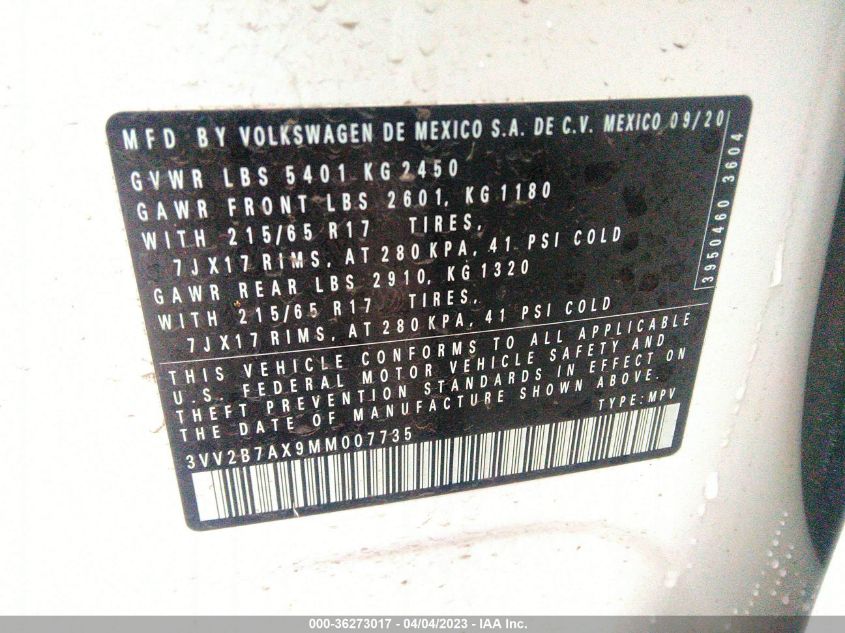 MFD BY VOLKSWAGEN DE MEXICO S.A. DE C.V. MEXICO 09/20
GVWR LBS 5401 KG 2450
GAWR FRONT LBS 2601, KG 1180
WITH 215/65 R17 TIRES,
7JX17 RIMS, AT 280 KPA, 41 PSI COLD
GAWR REAR LBS 2910, KG 1320
WITH 215/65 R17 TIRES,
7JX17 RIMS, AT 280 KPA, 41 PSI COLD
THIS VEHICLE CONFORMS TO ALL APPLICABLE
U.S. FEDERAL MOTOR VEHICLE SAFETY AND
THEFT PREVENTION STANDARDS IN EFFECT ON
THE DATE OF MANUFACTURE SHOWN ABOVE.
TYPE: MPV
3VV2B7AX9MM007735
3950460 3604
000-36273017 - 04/04/2023 - IAA Inc.